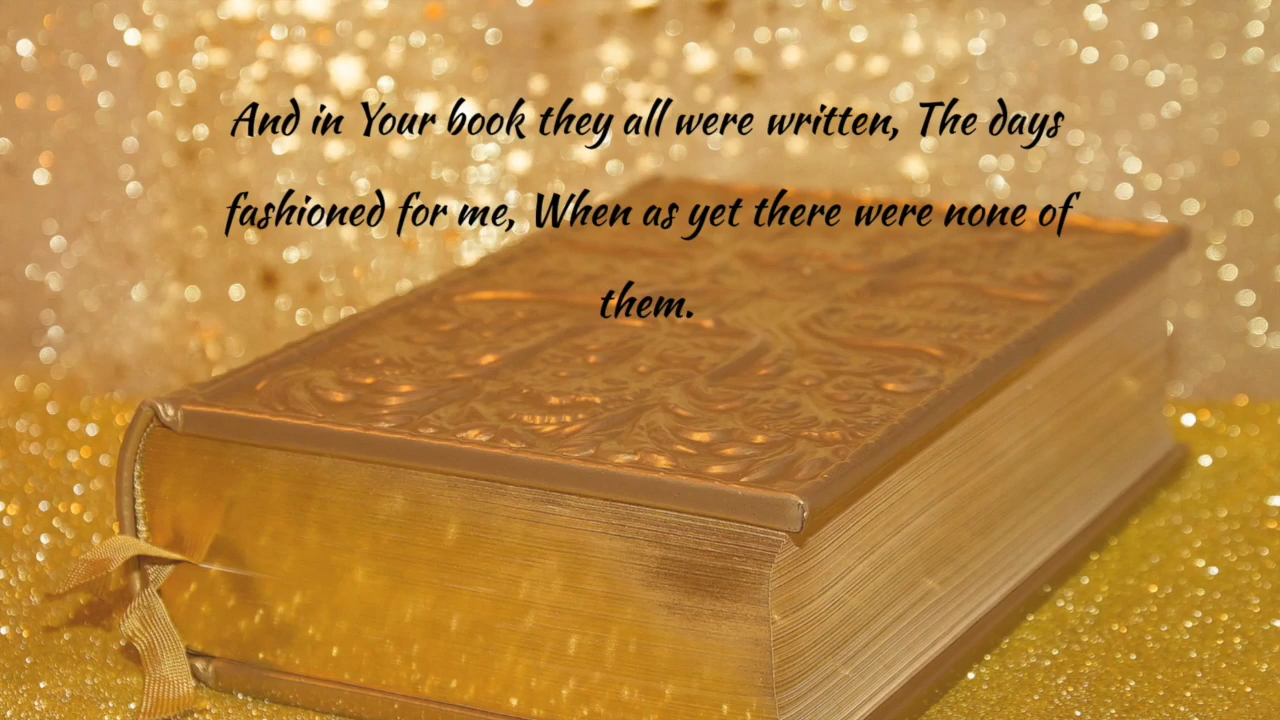 And in Your book they all were written, The days
fashioned for me, When as yet there were none of
them.